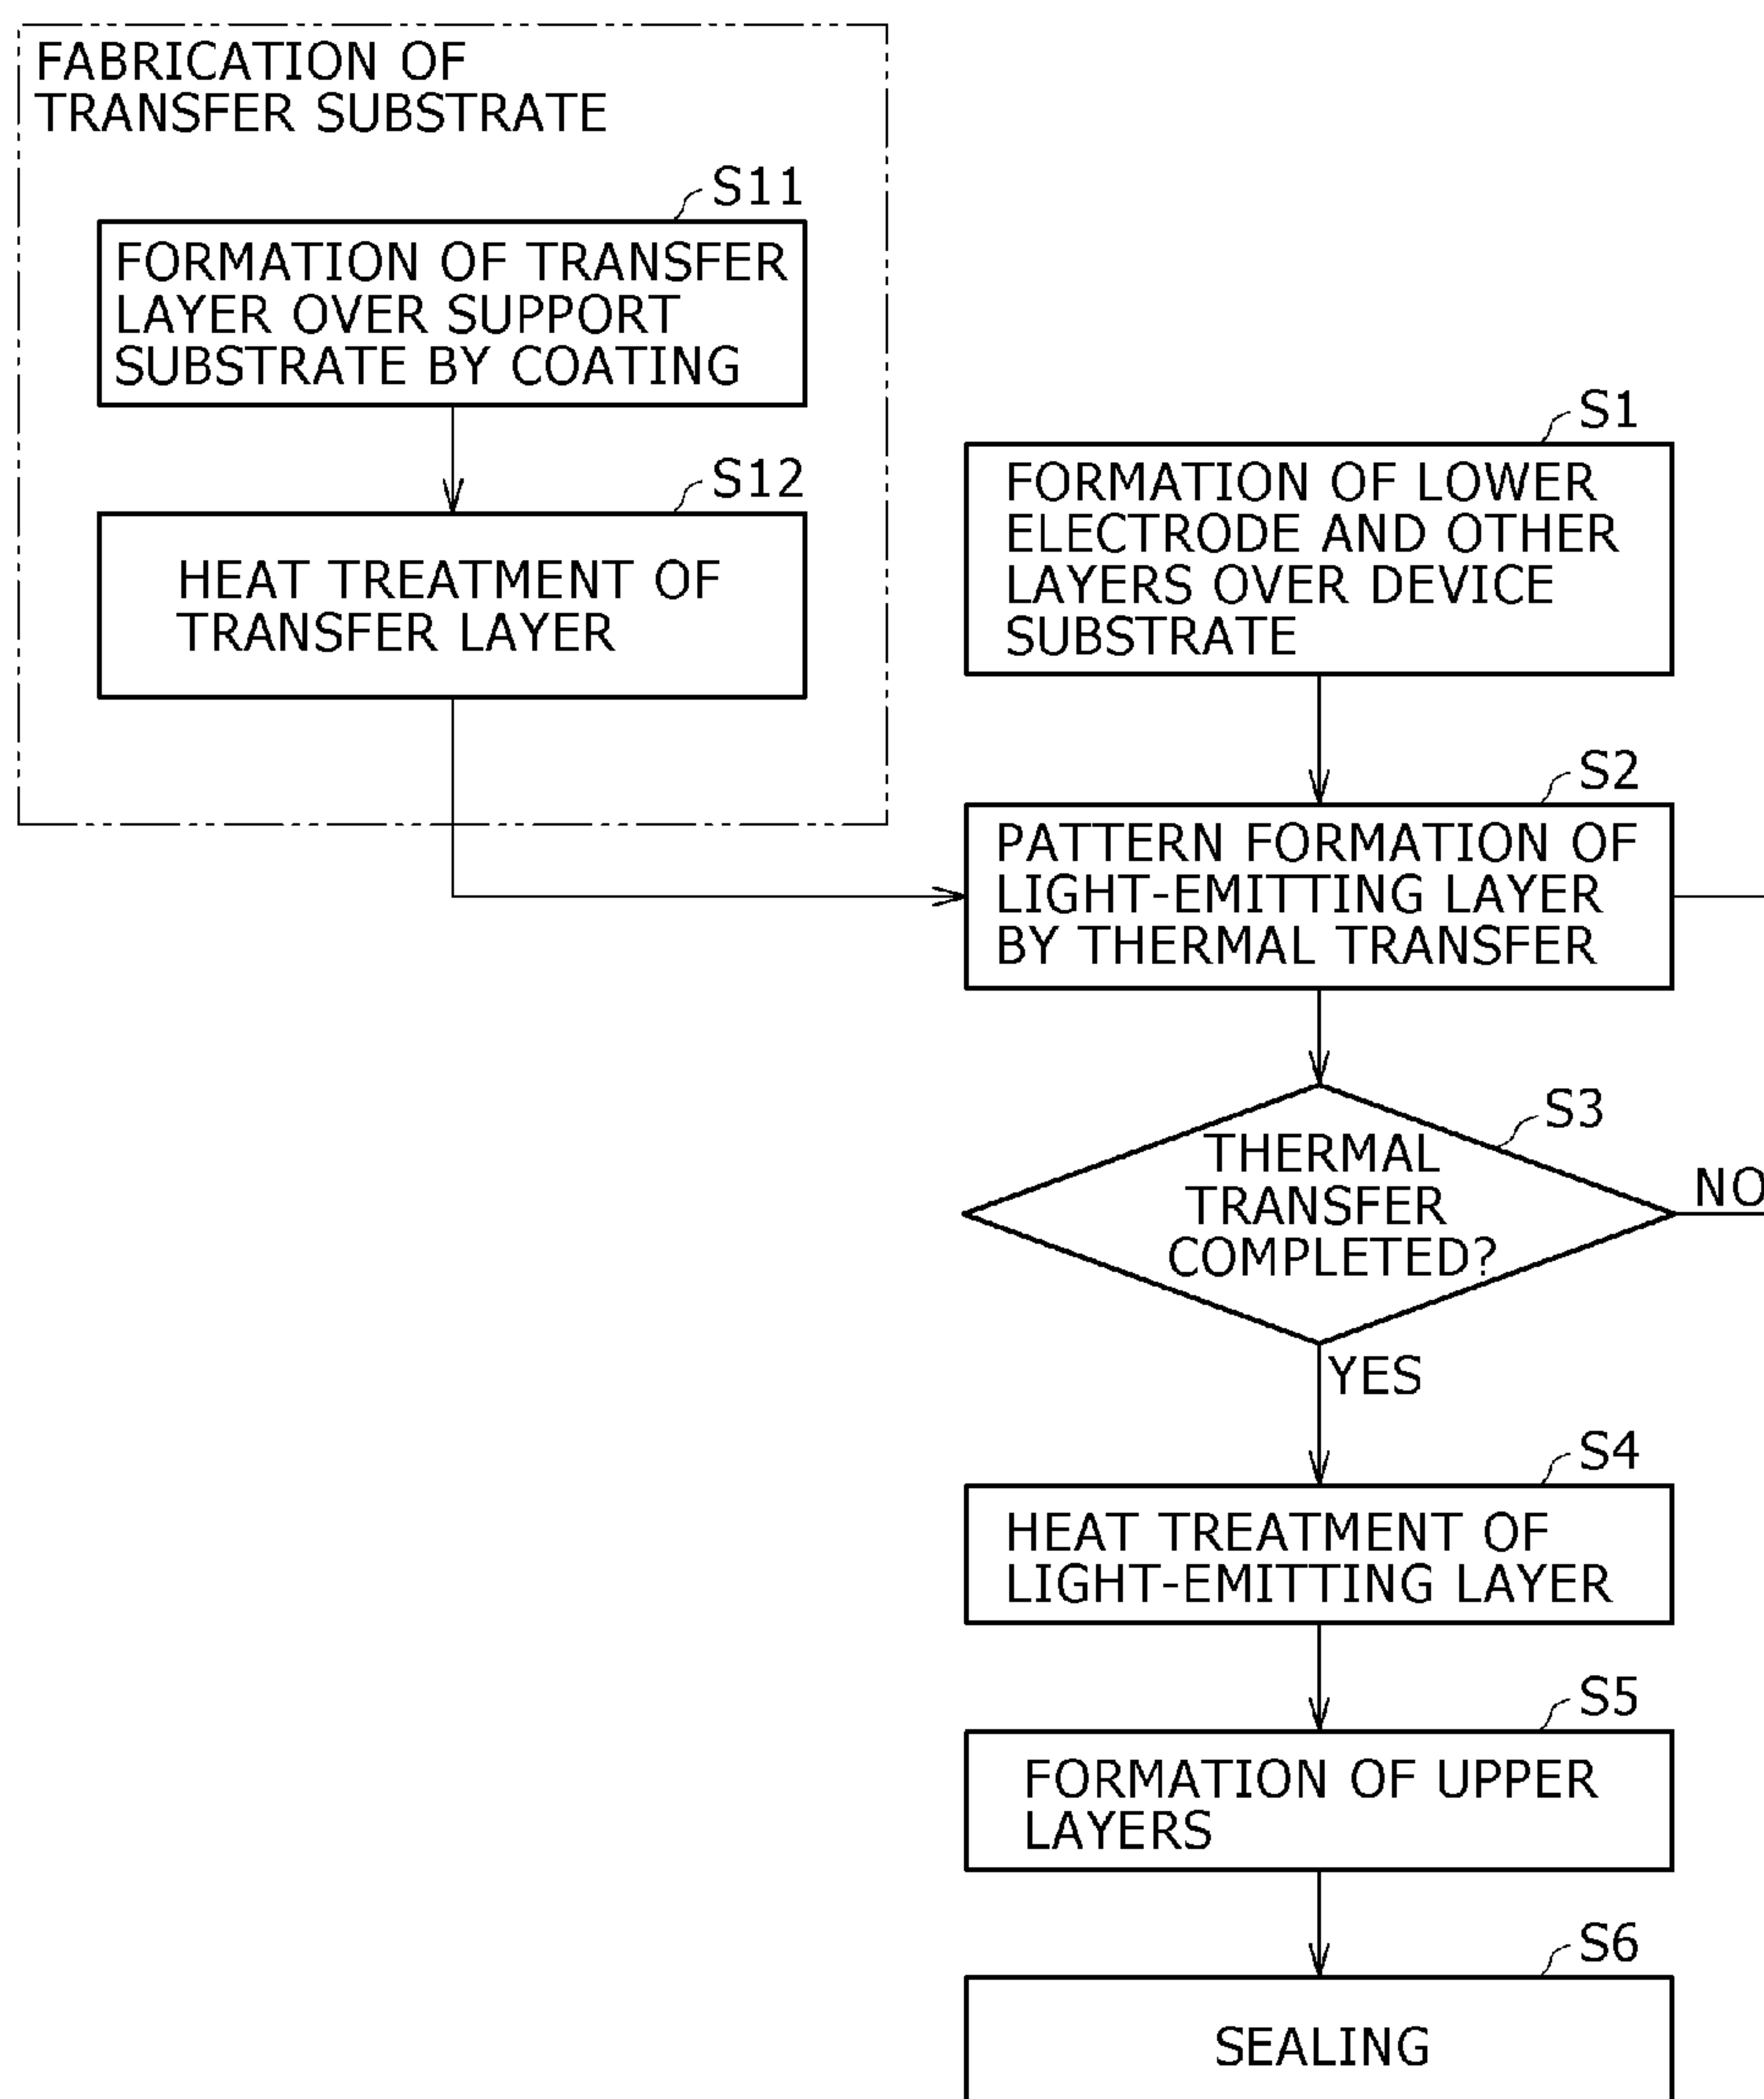 FABRICATION OF
TRANSFER SUBSTRATE
S11
FORMATION OF TRANSFER
LAYER OVER SUPPORT
SUBSTRATE BY COATING
S12
HEAT TREATMENT OF
TRANSFER LAYER
S1
FORMATION OF LOWER
ELECTRODE AND OTHER
LAYERS OVER DEVICE
SUBSTRATE
S2
PATTERN FORMATION OF
LIGHT-EMITTING LAYER
BY THERMAL TRANSFER
S3
THERMAL
TRANSFER
COMPLETED?
NO
YES
S4
HEAT TREATMENT OF
LIGHT-EMITTING LAYER
S5
FORMATION OF UPPER
LAYERS
S6
SEALING